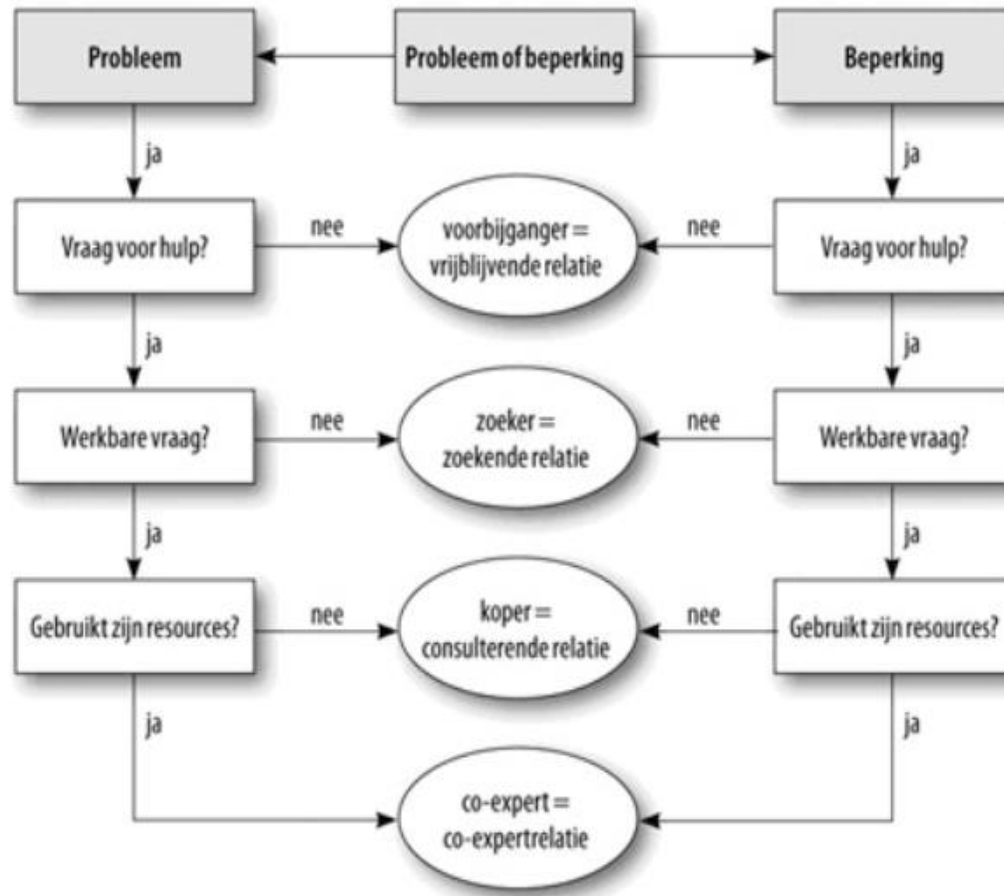 Probleem
Probleem of beperking
Beperking
ja
ja
Vraag voor hulp?
nee
voorbijganger =
vrijblijvende relatie
nee
Vraag voor hulp?
ja
ja
Werkbare vraag?
nee
zoeker =
zoekende relatie
nee
Werkbare vraag?
ja
ja
Gebruikt zijn resources?
nee
koper =
consulterende relatie
nee
Gebruikt zijn resources?
ja
ja
co-expert =
co-expertrelatie